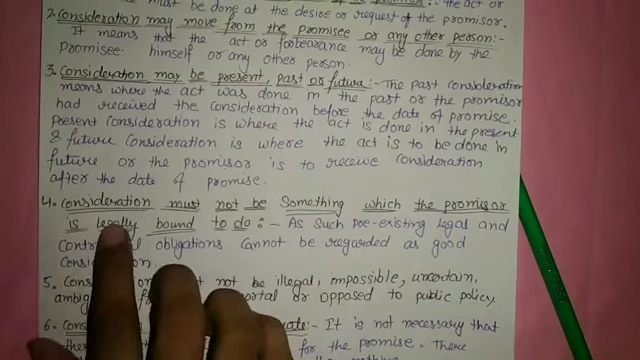 must be done at the desire or request of the promisor.
2. Consideration may move from the promisee or any other person:-
It means that the act or forbearance may be done by the
promisee himself or any other person.
3. Consideration may be present, past or future:- The past consideration
means where the act was done in the past or the promisor
had received the consideration before the date of promise.
Present consideration is where the act is done in the present
& future consideration is where the act is to be done in
future or the promisor is to receive consideration
after the date of promise.
4. Consideration must not be Something which the promisor
is legally bound to do:- As such pre-existing legal and
obligations cannot be regarded as good
5. not be illegal, impossible, uncertain,
or opposed to public policy.
6. It is not necessary that
for the promise. There